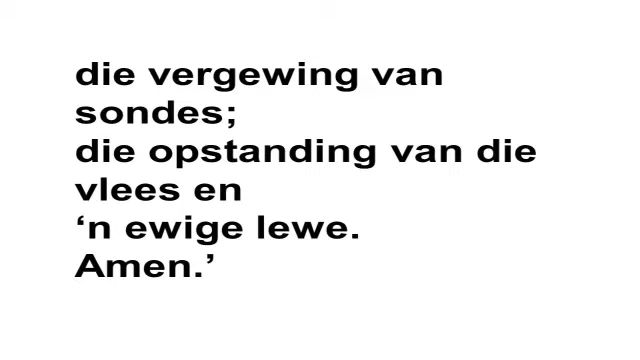 die vergewing van
sondes;
die opstanding van die
vlees en
‘n ewige lewe.
Amen.’